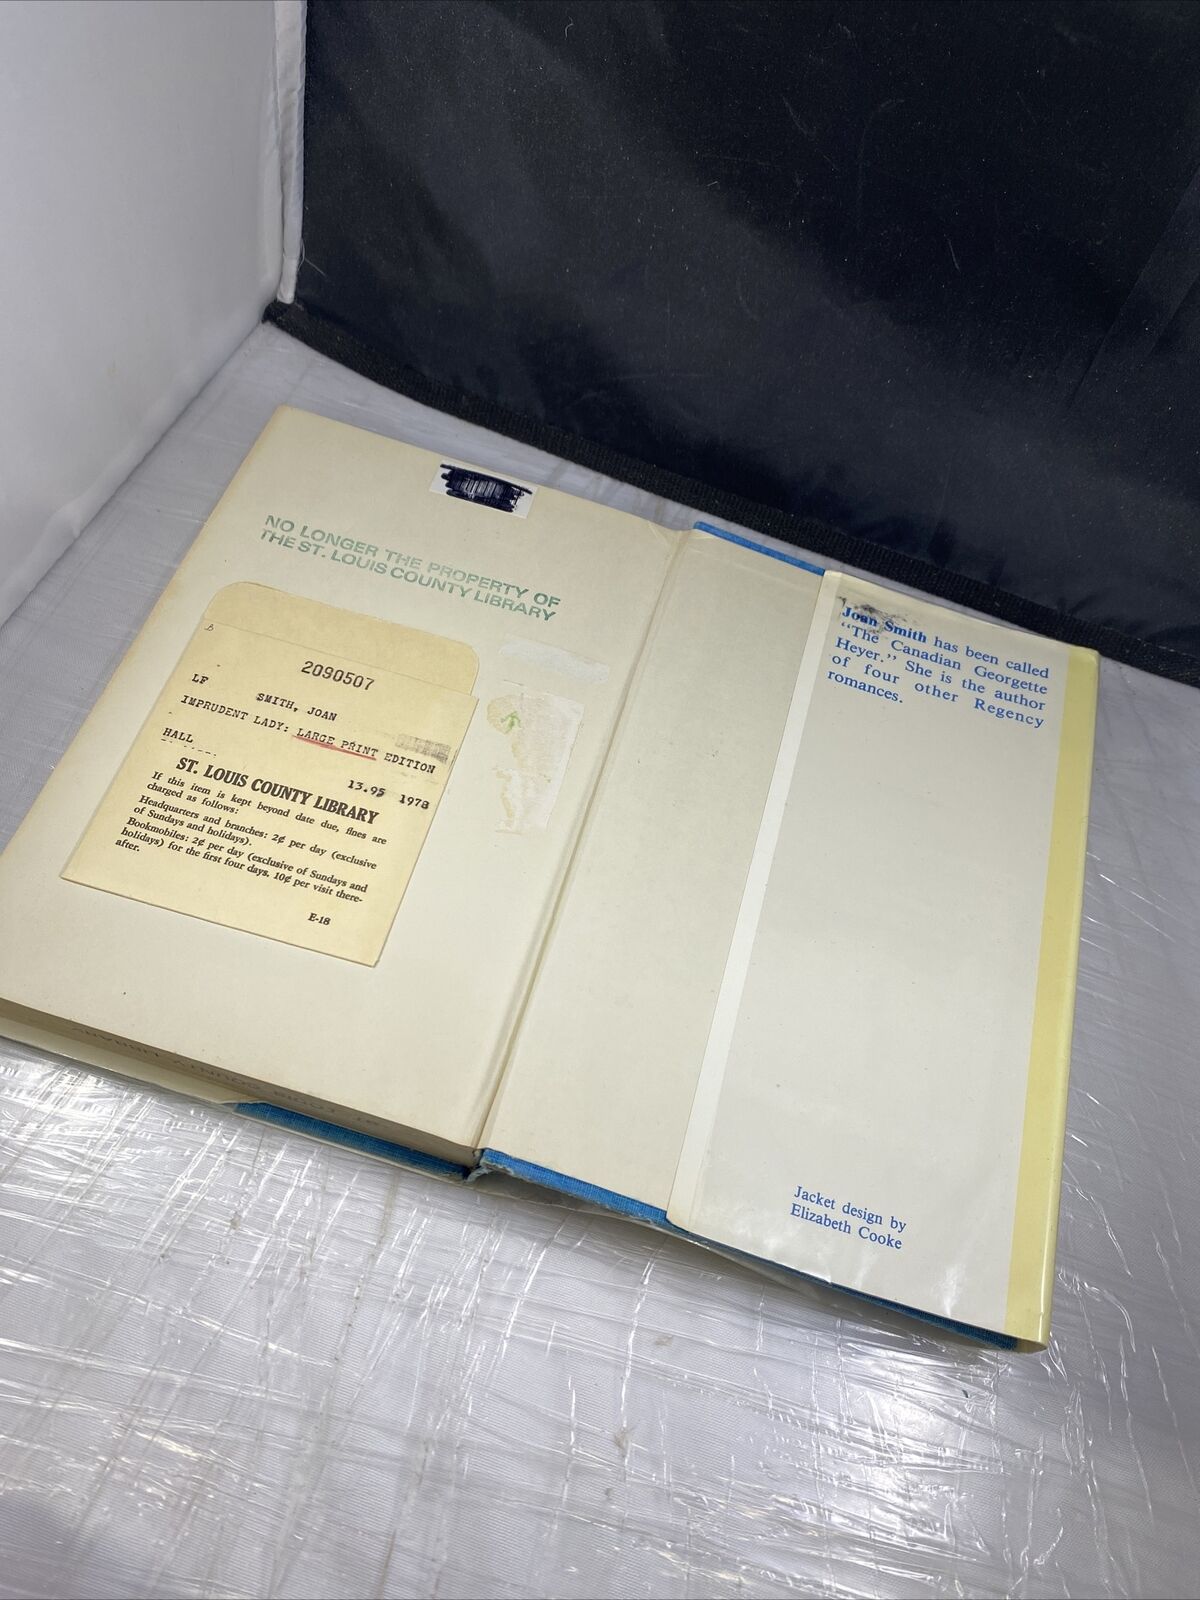 NO LONGER THE PROPERTY OF
THE ST. LOUIS COUNTY LIBRARY
B
2090507
LF
SMITH, JOAN
IMPRUDENT LADY: LARGE PRINT EDITION
HALL
13.95 1978
ST. LOUIS COUNTY LIBRARY
If this item is kept beyond date due, fines are
charged as follows:
Headquarters and branches: 2¢ per day (exclusive
of Sundays and holidays).
Bookmobiles: 2¢ per day (exclusive of Sundays and
holidays) for the first four days, 10¢ per visit there-
after.
E-18
Joan Smith has been called
“The Canadian Georgette
Heyer.” She is the author
of four other Regency
romances.
Jacket design by
Elizabeth Cooke
ST. LOUIS COUNTY LIBRARY